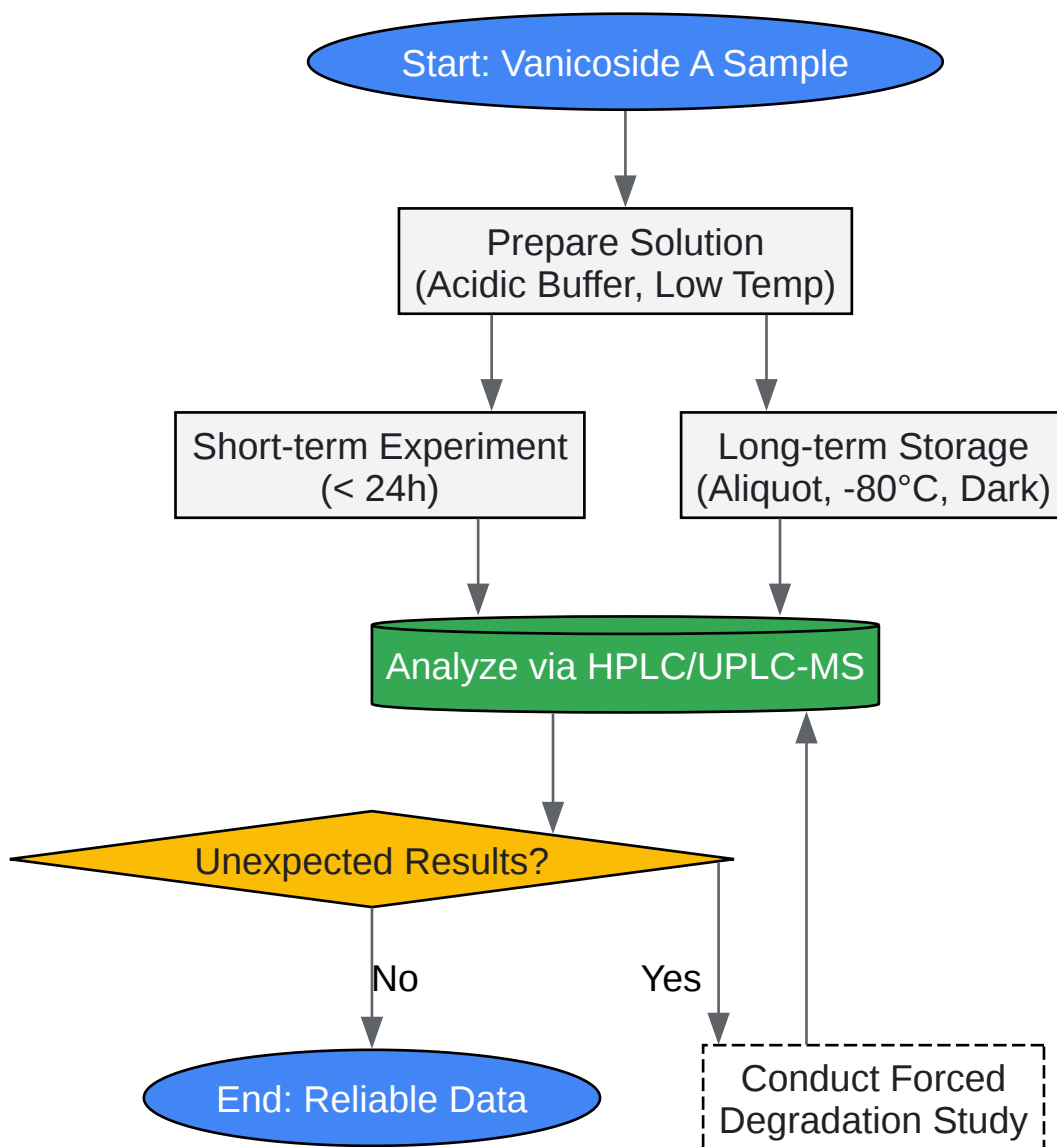 Start: Vanicoside A Sample
Prepare Solution
(Acidic Buffer, Low Temp)
Short-term Experiment
(< 24h)
Long-term Storage
(Aliquot, -80°C, Dark)
Analyze via HPLC/UPLC-MS
Unexpected Results?
No
Yes
End: Reliable Data
Conduct Forced
Degradation Study